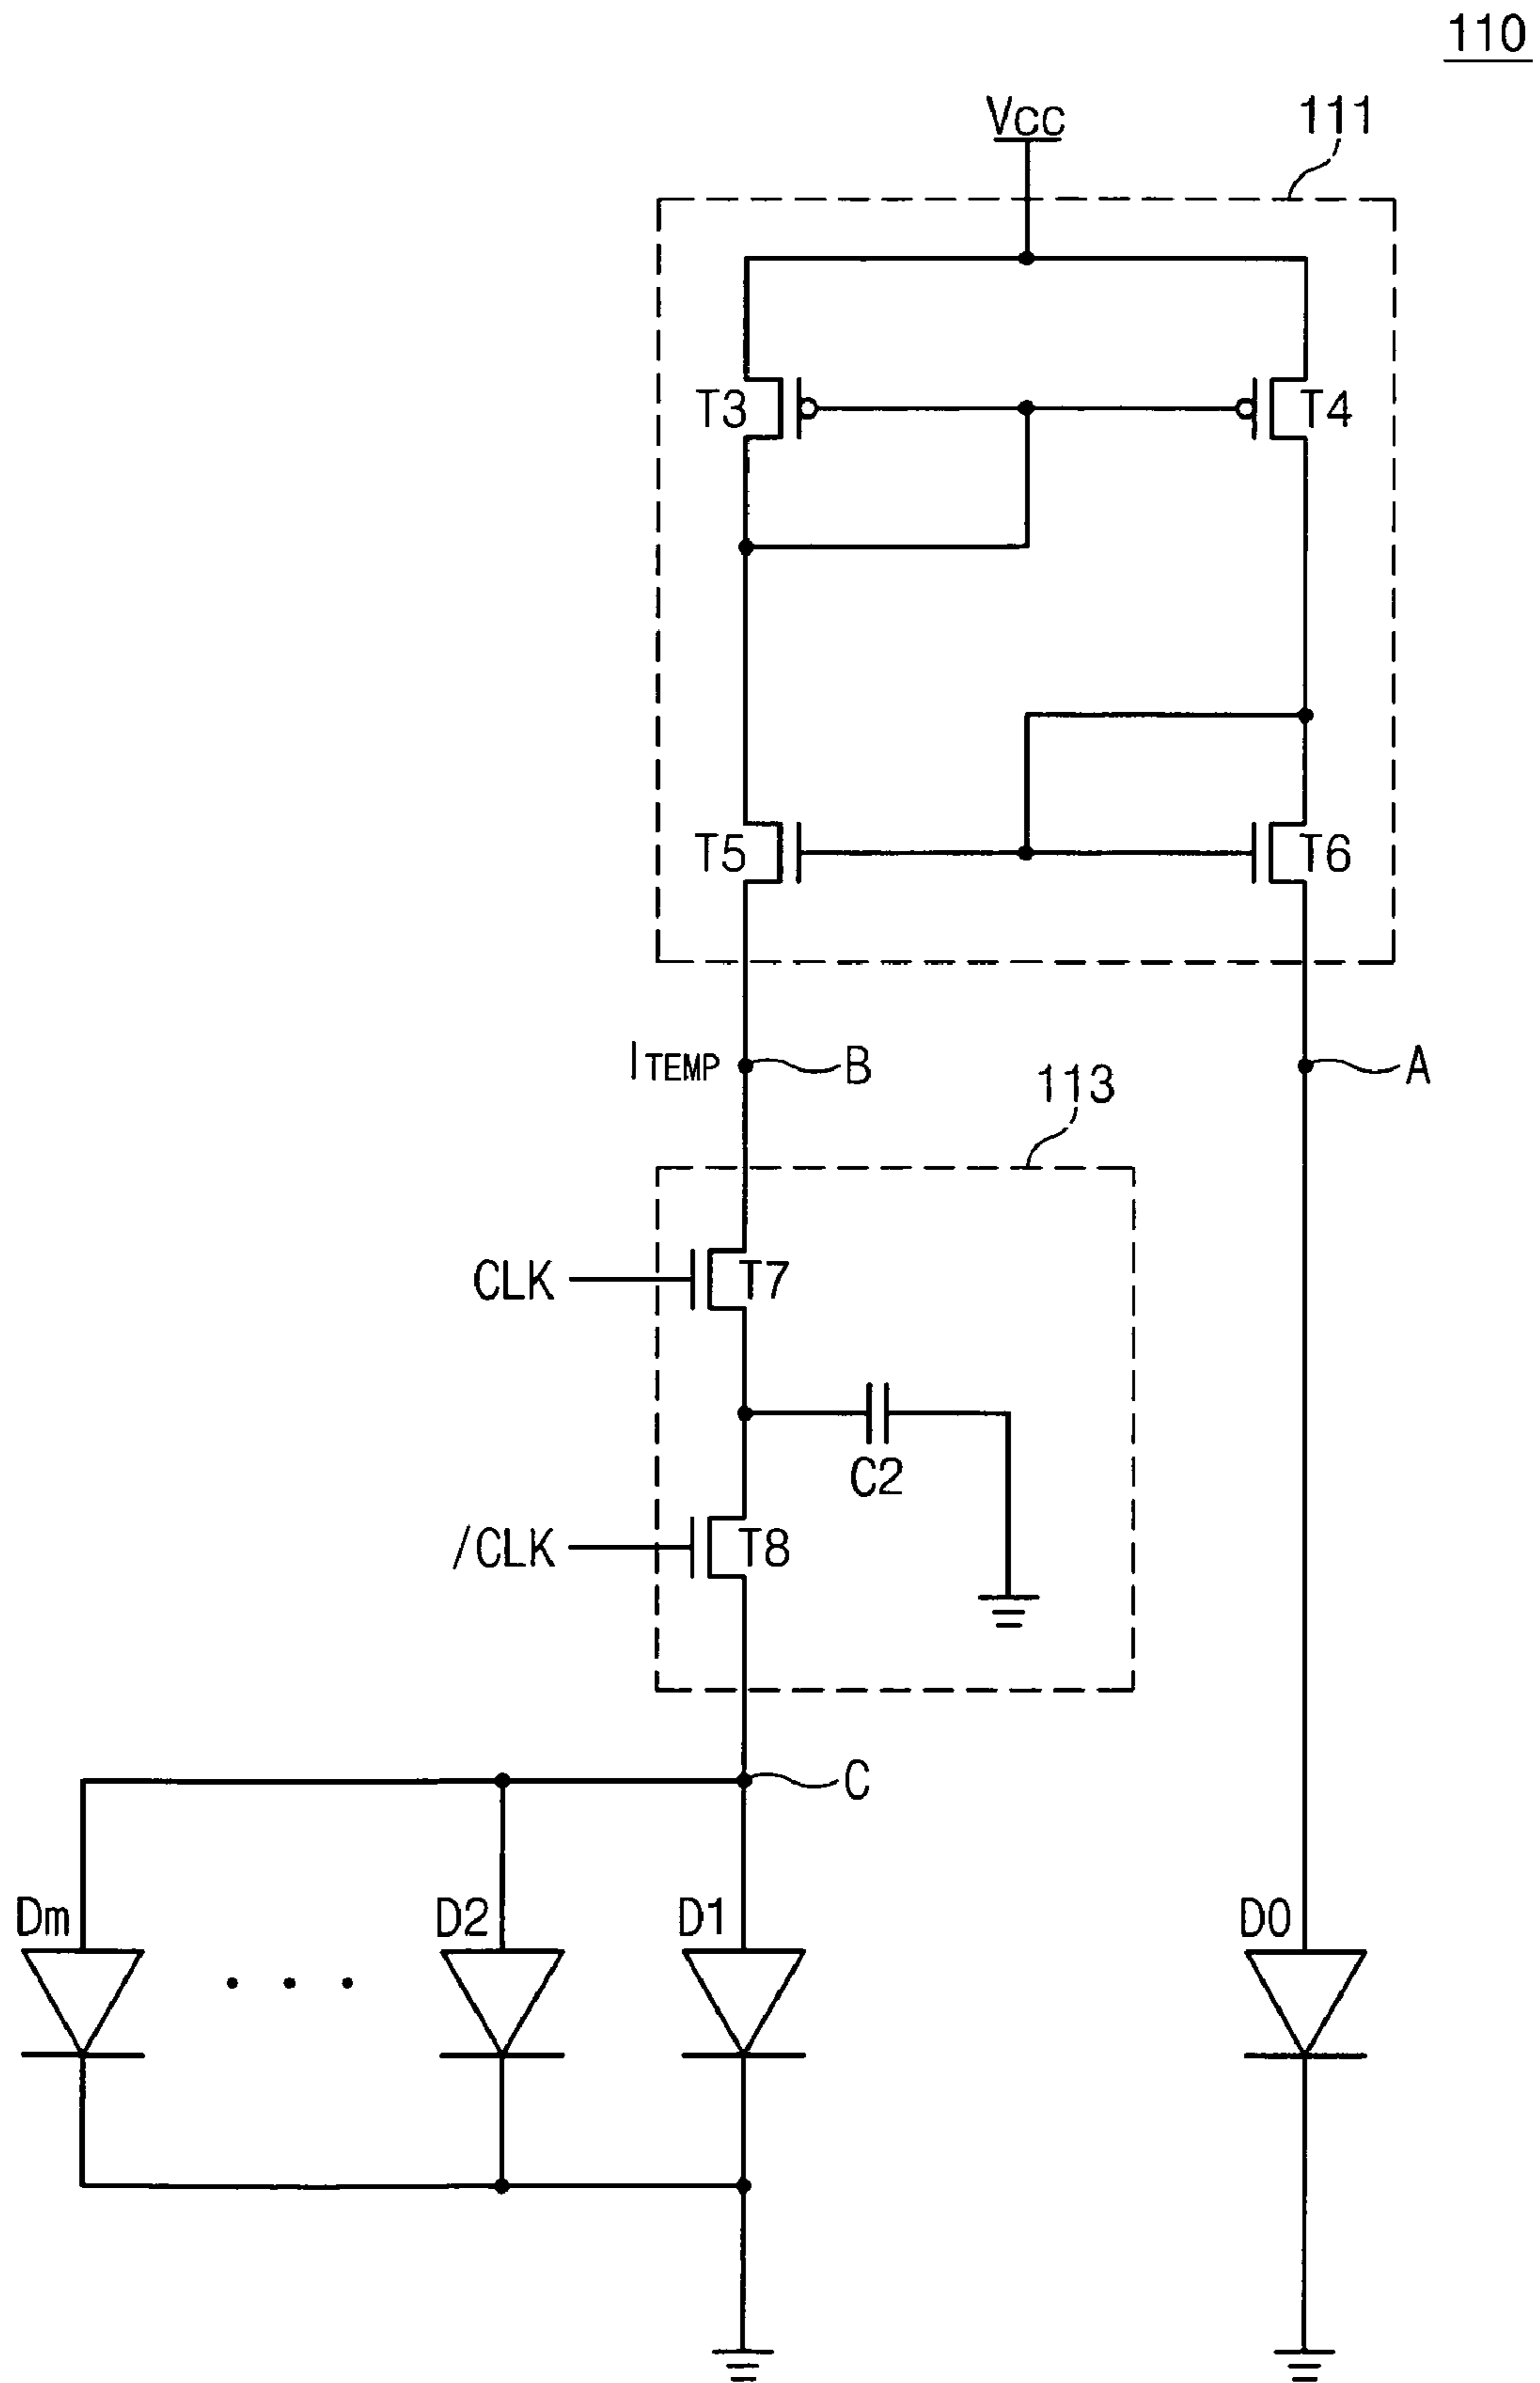 110
VCC
111
T3
T4
T5
T6
ITEMP
B
A
113
CLK
T7
C2
/CLK
T8
C
Dm
D2
D1
D0